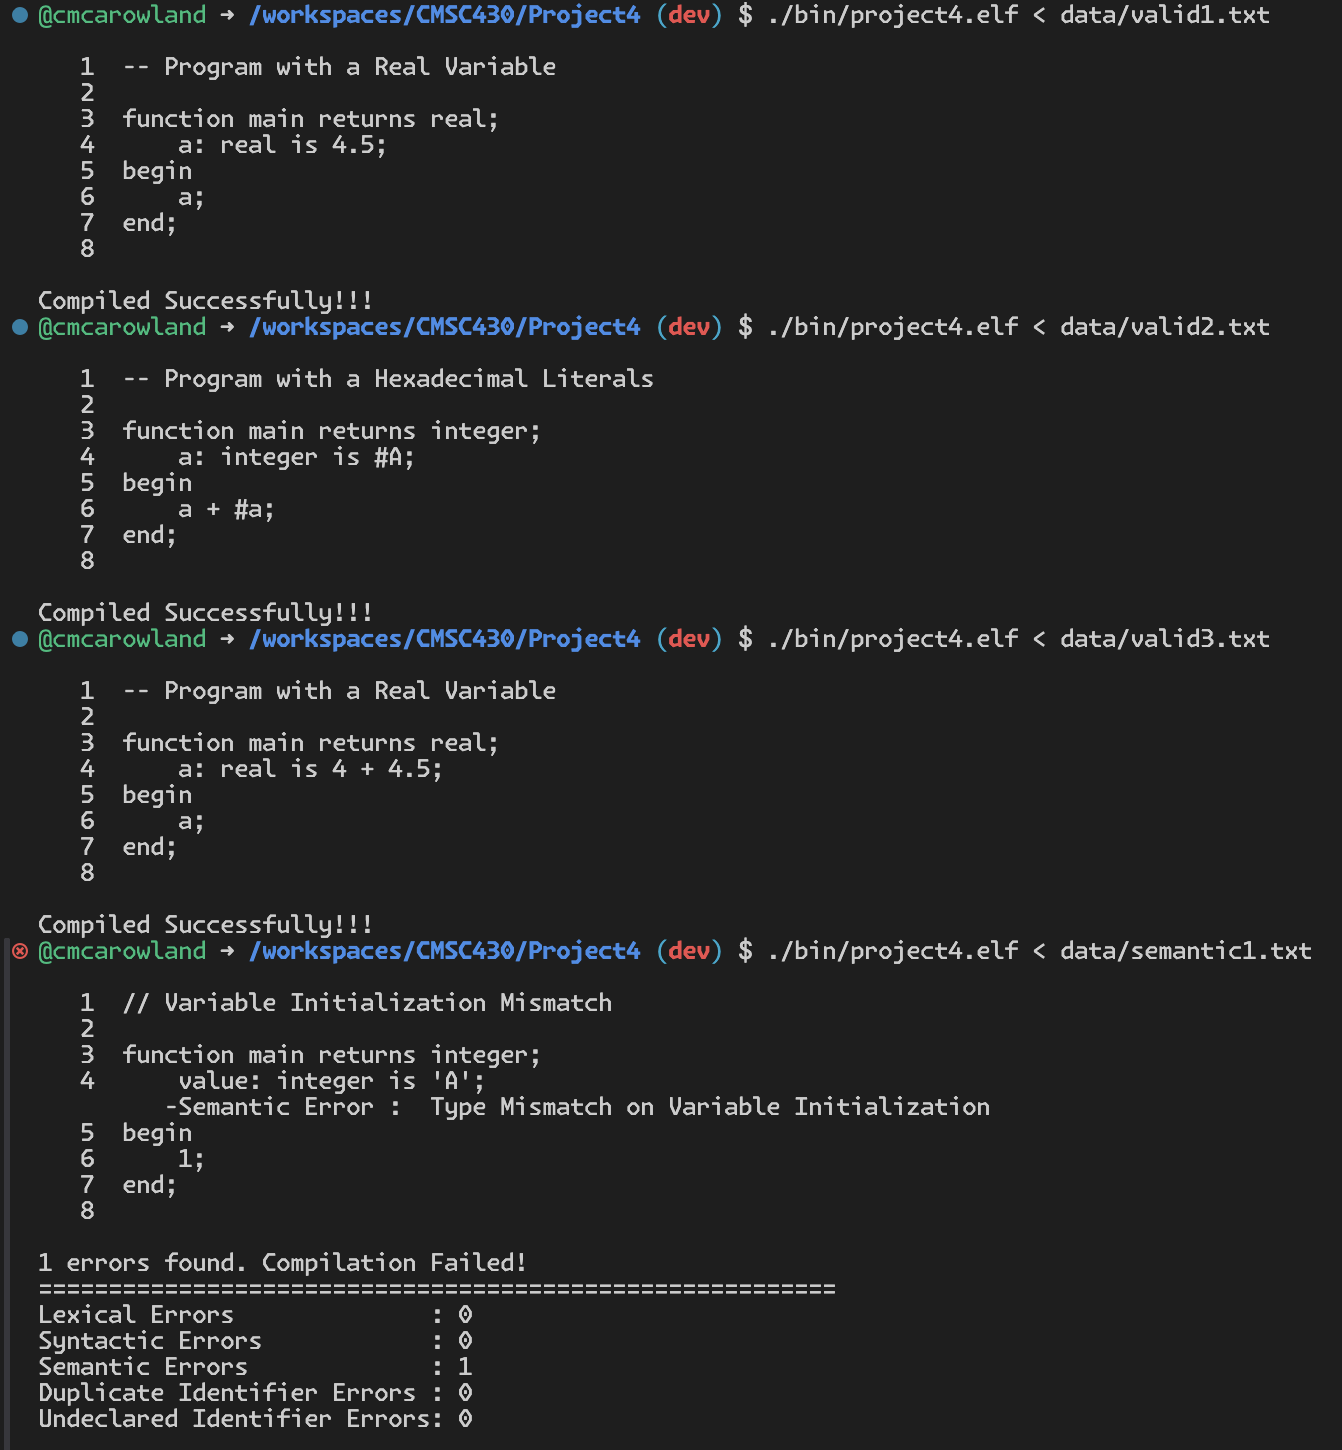 @cmcarowland → /workspaces/CMSC430/Project4 (dev) $ ./bin/project4.elf < data/valid1.txt
1 -- Program with a Real Variable
2
3 function main returns real;
4     a: real is 4.5;
5 begin
6     a;
7 end;
8
Compiled Successfully!!!
@cmcarowland → /workspaces/CMSC430/Project4 (dev) $ ./bin/project4.elf < data/valid2.txt
1 -- Program with a Hexadecimal Literals
2
3 function main returns integer;
4     a: integer is #A;
5 begin
6     a + #a;
7 end;
8
Compiled Successfully!!!
@cmcarowland → /workspaces/CMSC430/Project4 (dev) $ ./bin/project4.elf < data/valid3.txt
1 -- Program with a Real Variable
2
3 function main returns real;
4     a: real is 4 + 4.5;
5 begin
6     a;
7 end;
8
Compiled Successfully!!!
@cmcarowland → /workspaces/CMSC430/Project4 (dev) $ ./bin/project4.elf < data/semantic1.txt
1 // Variable Initialization Mismatch
2
3 function main returns integer;
4     value: integer is 'A';
-Semantic Error :  Type Mismatch on Variable Initialization
5 begin
6     1;
7 end;
8
1 errors found. Compilation Failed!
=========================================================
Lexical Errors              : 0
Syntactic Errors            : 0
Semantic Errors             : 1
Duplicate Identifier Errors : 0
Undeclared Identifier Errors: 0